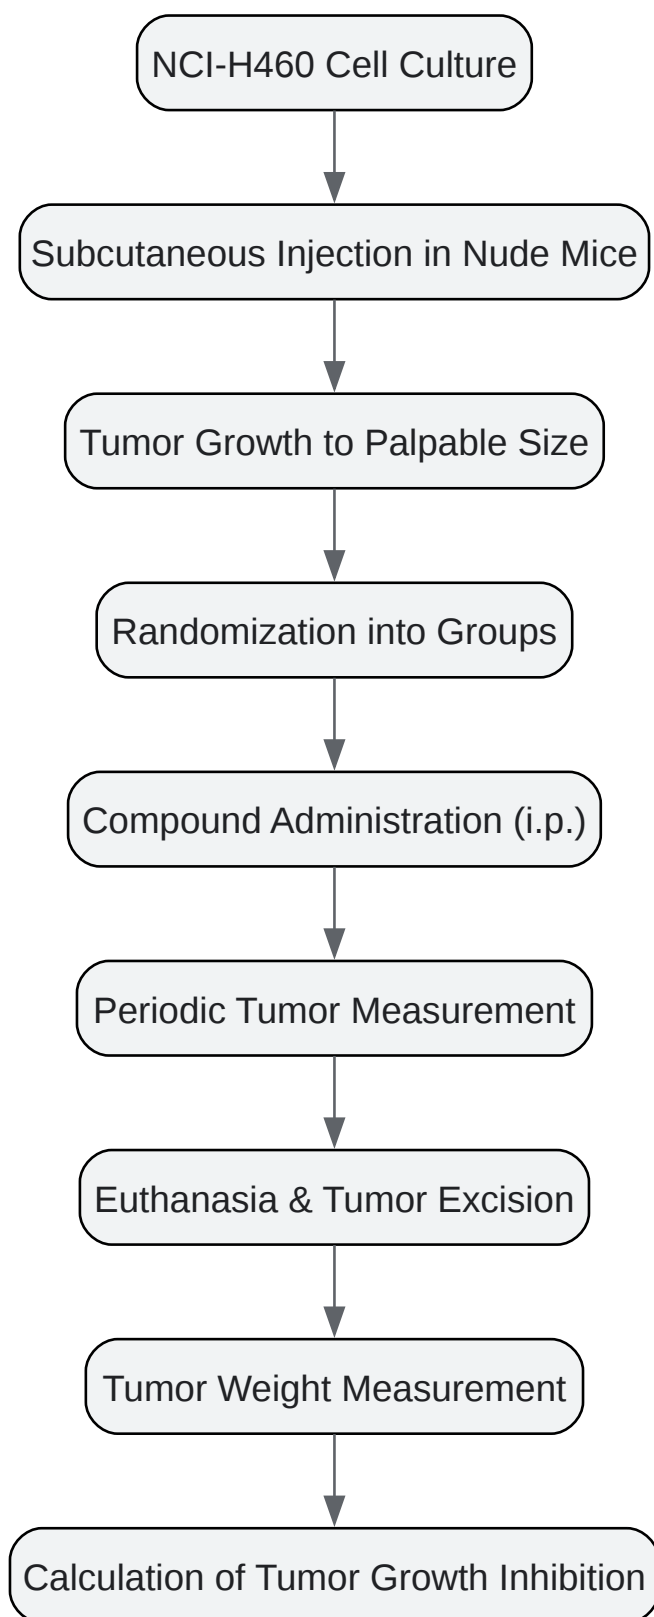 NCI-H460 Cell Culture
Subcutaneous Injection in Nude Mice
Tumor Growth to Palpable Size
Randomization into Groups
Compound Administration (i.p.)
Periodic Tumor Measurement
Euthanasia & Tumor Excision
Tumor Weight Measurement
Calculation of Tumor Growth Inhibition